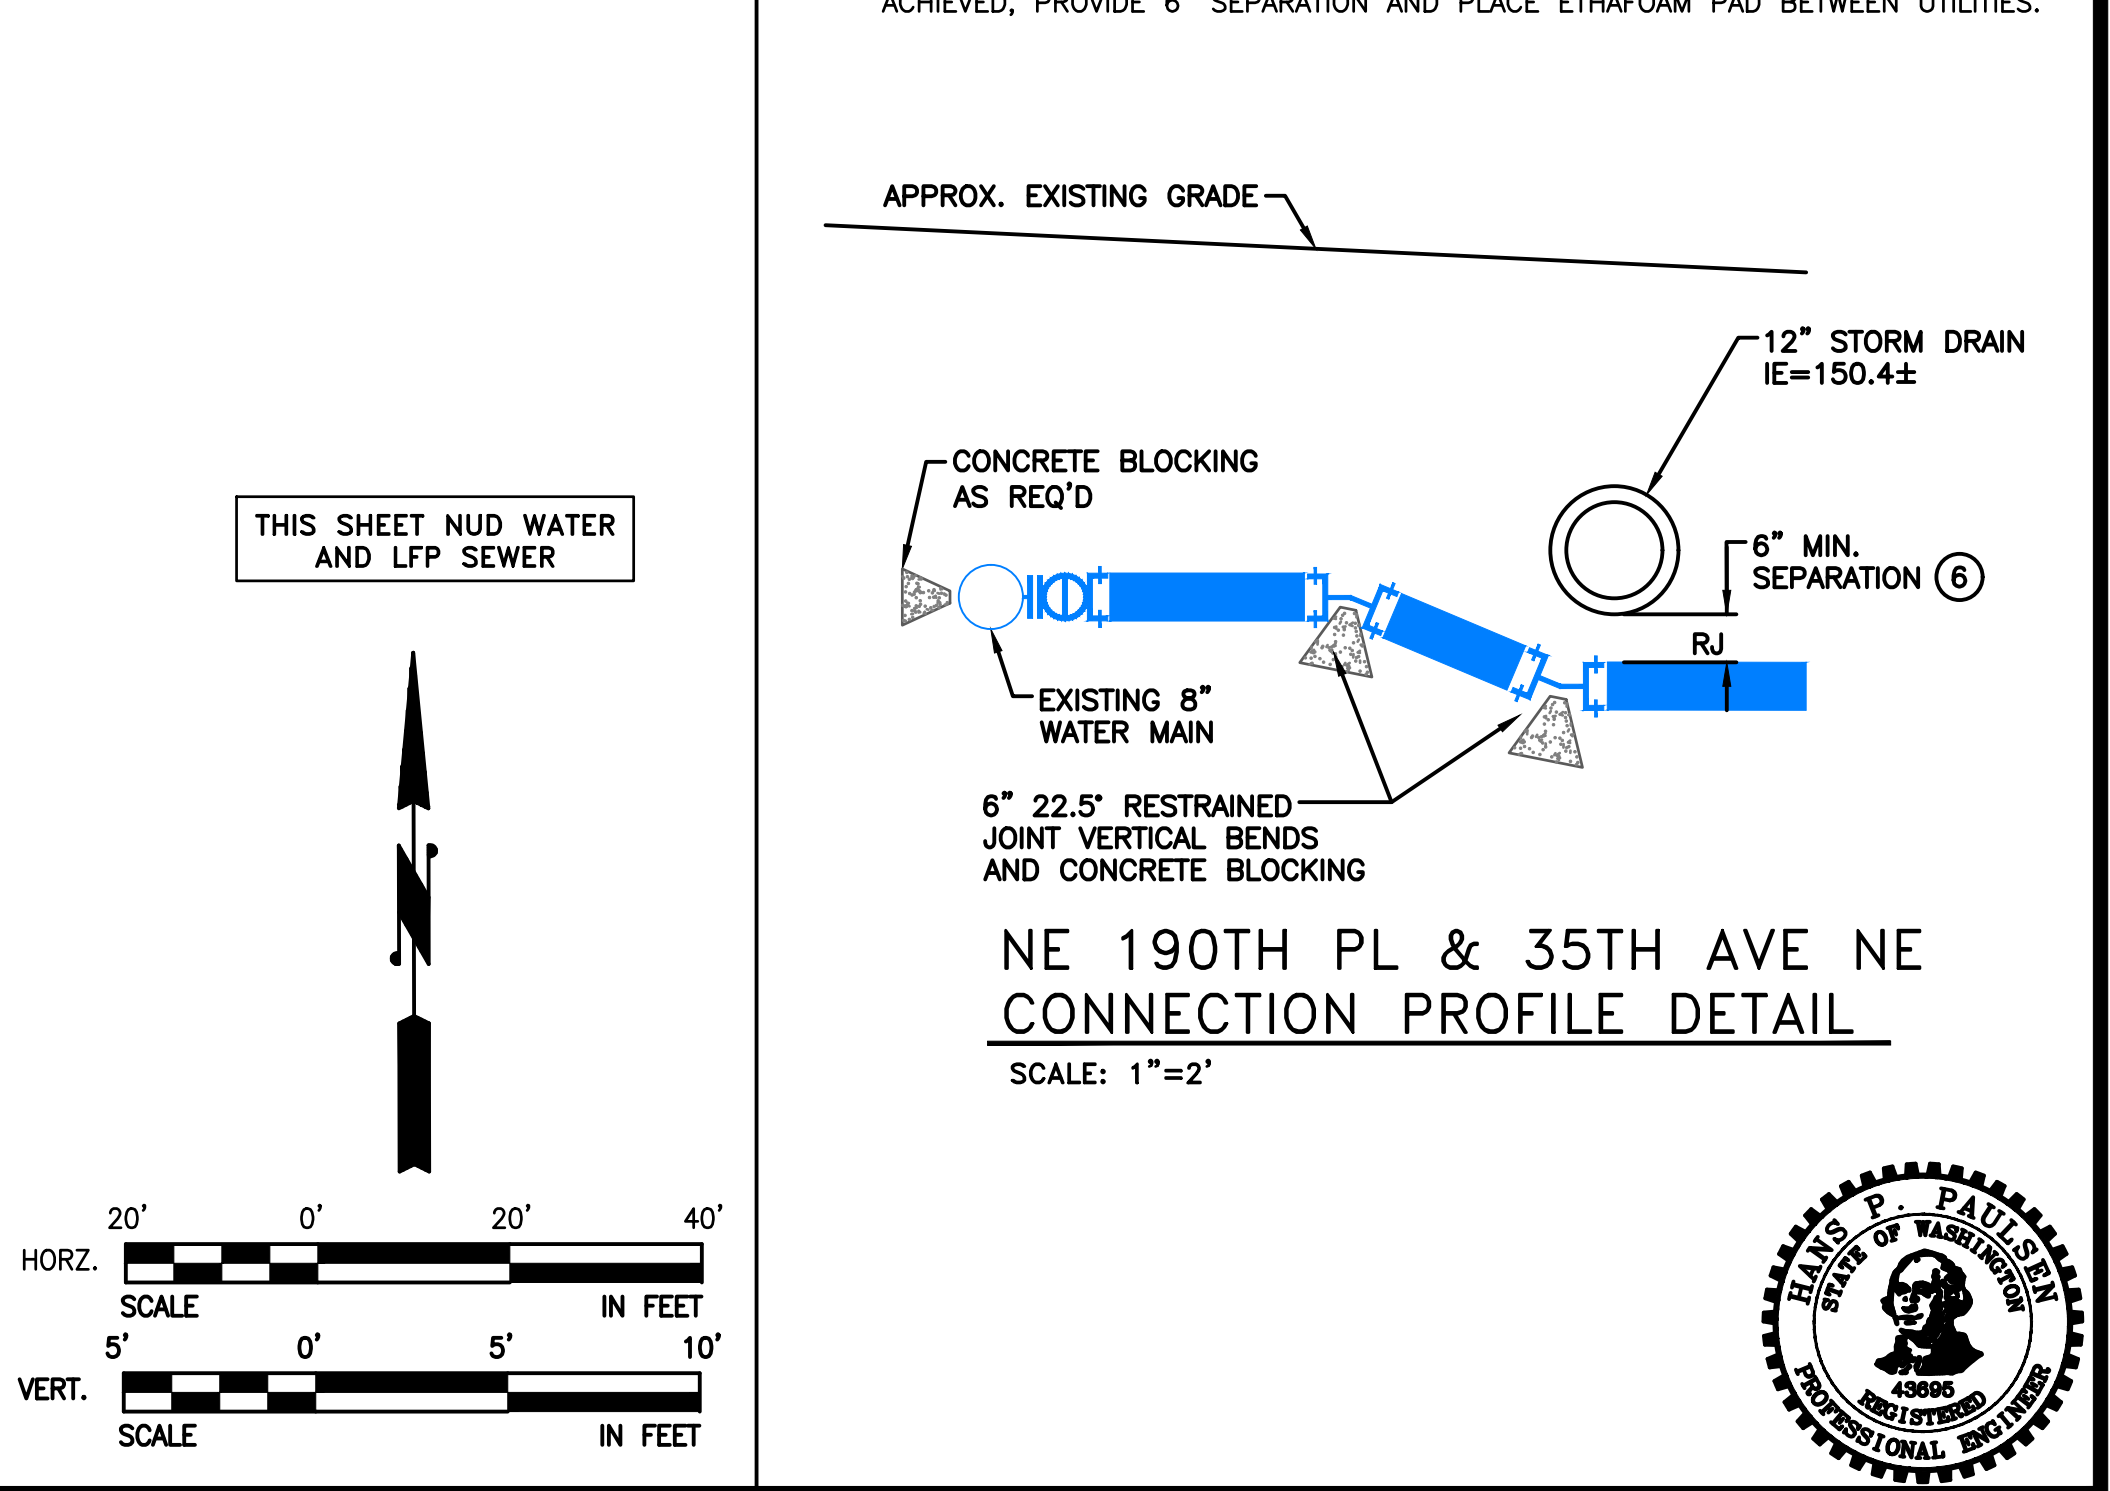 ACHIEVED, PROVIDE 6" SEPARATION AND PLACE ETHAFOAM PAD BETWEEN UTILITIES.
APPROX. EXISTING GRADE
12" STORM DRAIN
IE=150.4±
CONCRETE BLOCKING
AS REQ'D
THIS SHEET NUD WATER
AND LFP SEWER
6" MIN.
SEPARATION 6
RJ
EXISTING 8"
WATER MAIN
6" 22.5° RESTRAINED
JOINT VERTICAL BENDS
AND CONCRETE BLOCKING
NE 190TH PL & 35TH AVE NE
CONNECTION PROFILE DETAIL
SCALE: 1"=2'
N
20' 0' 20' 40'
HORZ.
SCALE IN FEET
5' 0' 5' 10'
VERT.
SCALE IN FEET
HANS P. PAULSEN
STATE OF WASHINGTON
43695
REGISTERED
PROFESSIONAL ENGINEER